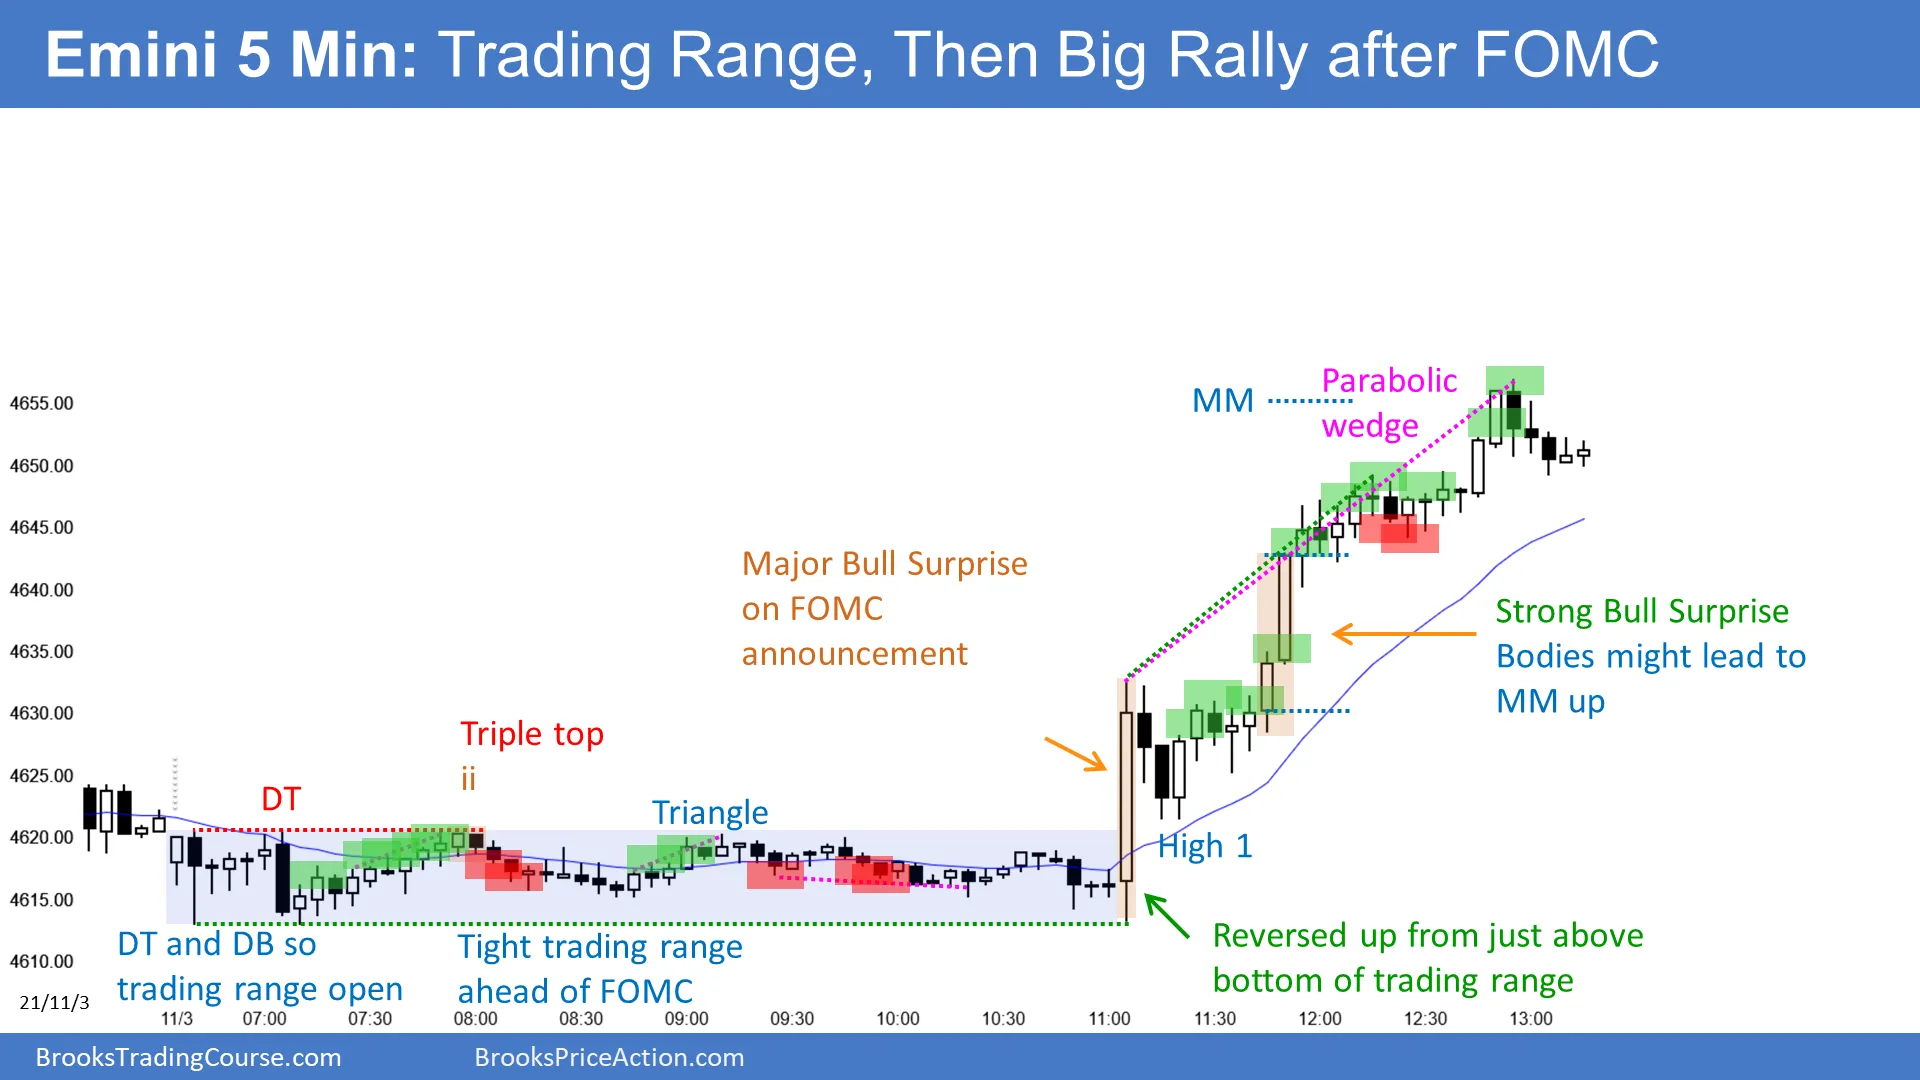 Emini 5 Min: Trading Range, Then Big Rally after FOMC
4655.00
4650.00
4645.00
4640.00
4635.00
4630.00
4625.00
4620.00
4615.00
4610.00
MM
Parabolic
wedge
Major Bull Surprise
on FOMC
announcement
Strong Bull Surprise
Bodies might lead to
MM up
Triple top
ii
DT
Triangle
High 1
DT and DB so
trading range open
Tight trading range
ahead of FOMC
Reversed up from just above
bottom of trading range
21/11/3
11/3 07:00 07:30 08:00 08:30 09:00 09:30 10:00 10:30 11:00 11:30 12:00 12:30 13:00
BrooksTradingCourse.com BrooksPriceAction.com